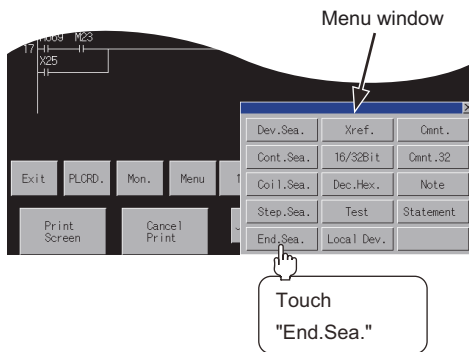 Menu window
M23
17
X25
Dev.Sea. Xref. Cmnt.
Cont.Sea. 16/32Bit Cmnt.32
Coil.Sea. Dec.Hex. Note
Step.Sea. Test Statement
End.Sea. Local Dev.
Exit PLCRD. Mon. Menu
Print
Screen
Cancel
Print
Touch
"End.Sea."